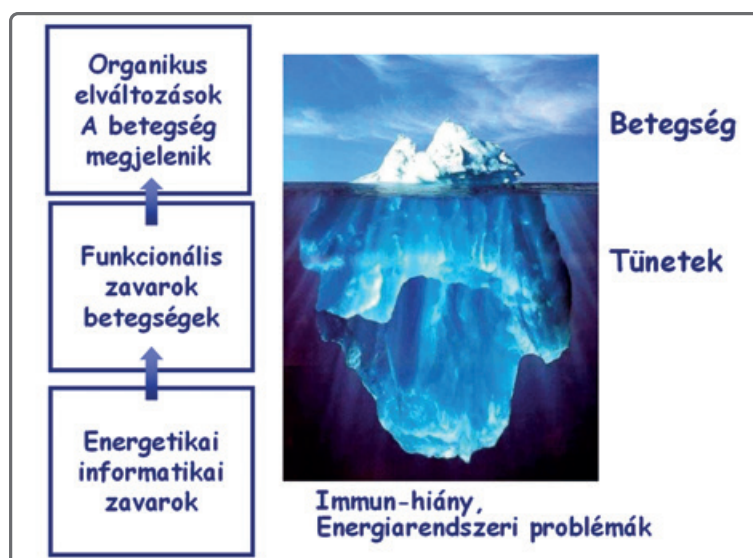 Organikus
elváltozások
A betegség
megjelenik
Funkcionális
zavarok
betegségek
Energetikai
informatikai
zavarok
Betegség
Tünetek
Immun-hiány,
Energiarendszeri problémák